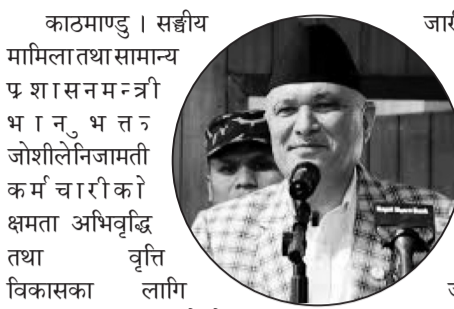 काठमाण्डु । सङ्घीय
मामिला तथा सामान्य
प्रशासनमन्त्री
भानुभक्त
जोशीले निजामती
कर्मचारीको
क्षमता अभिवृद्धि
तथा वृत्ति
विकासका लागि